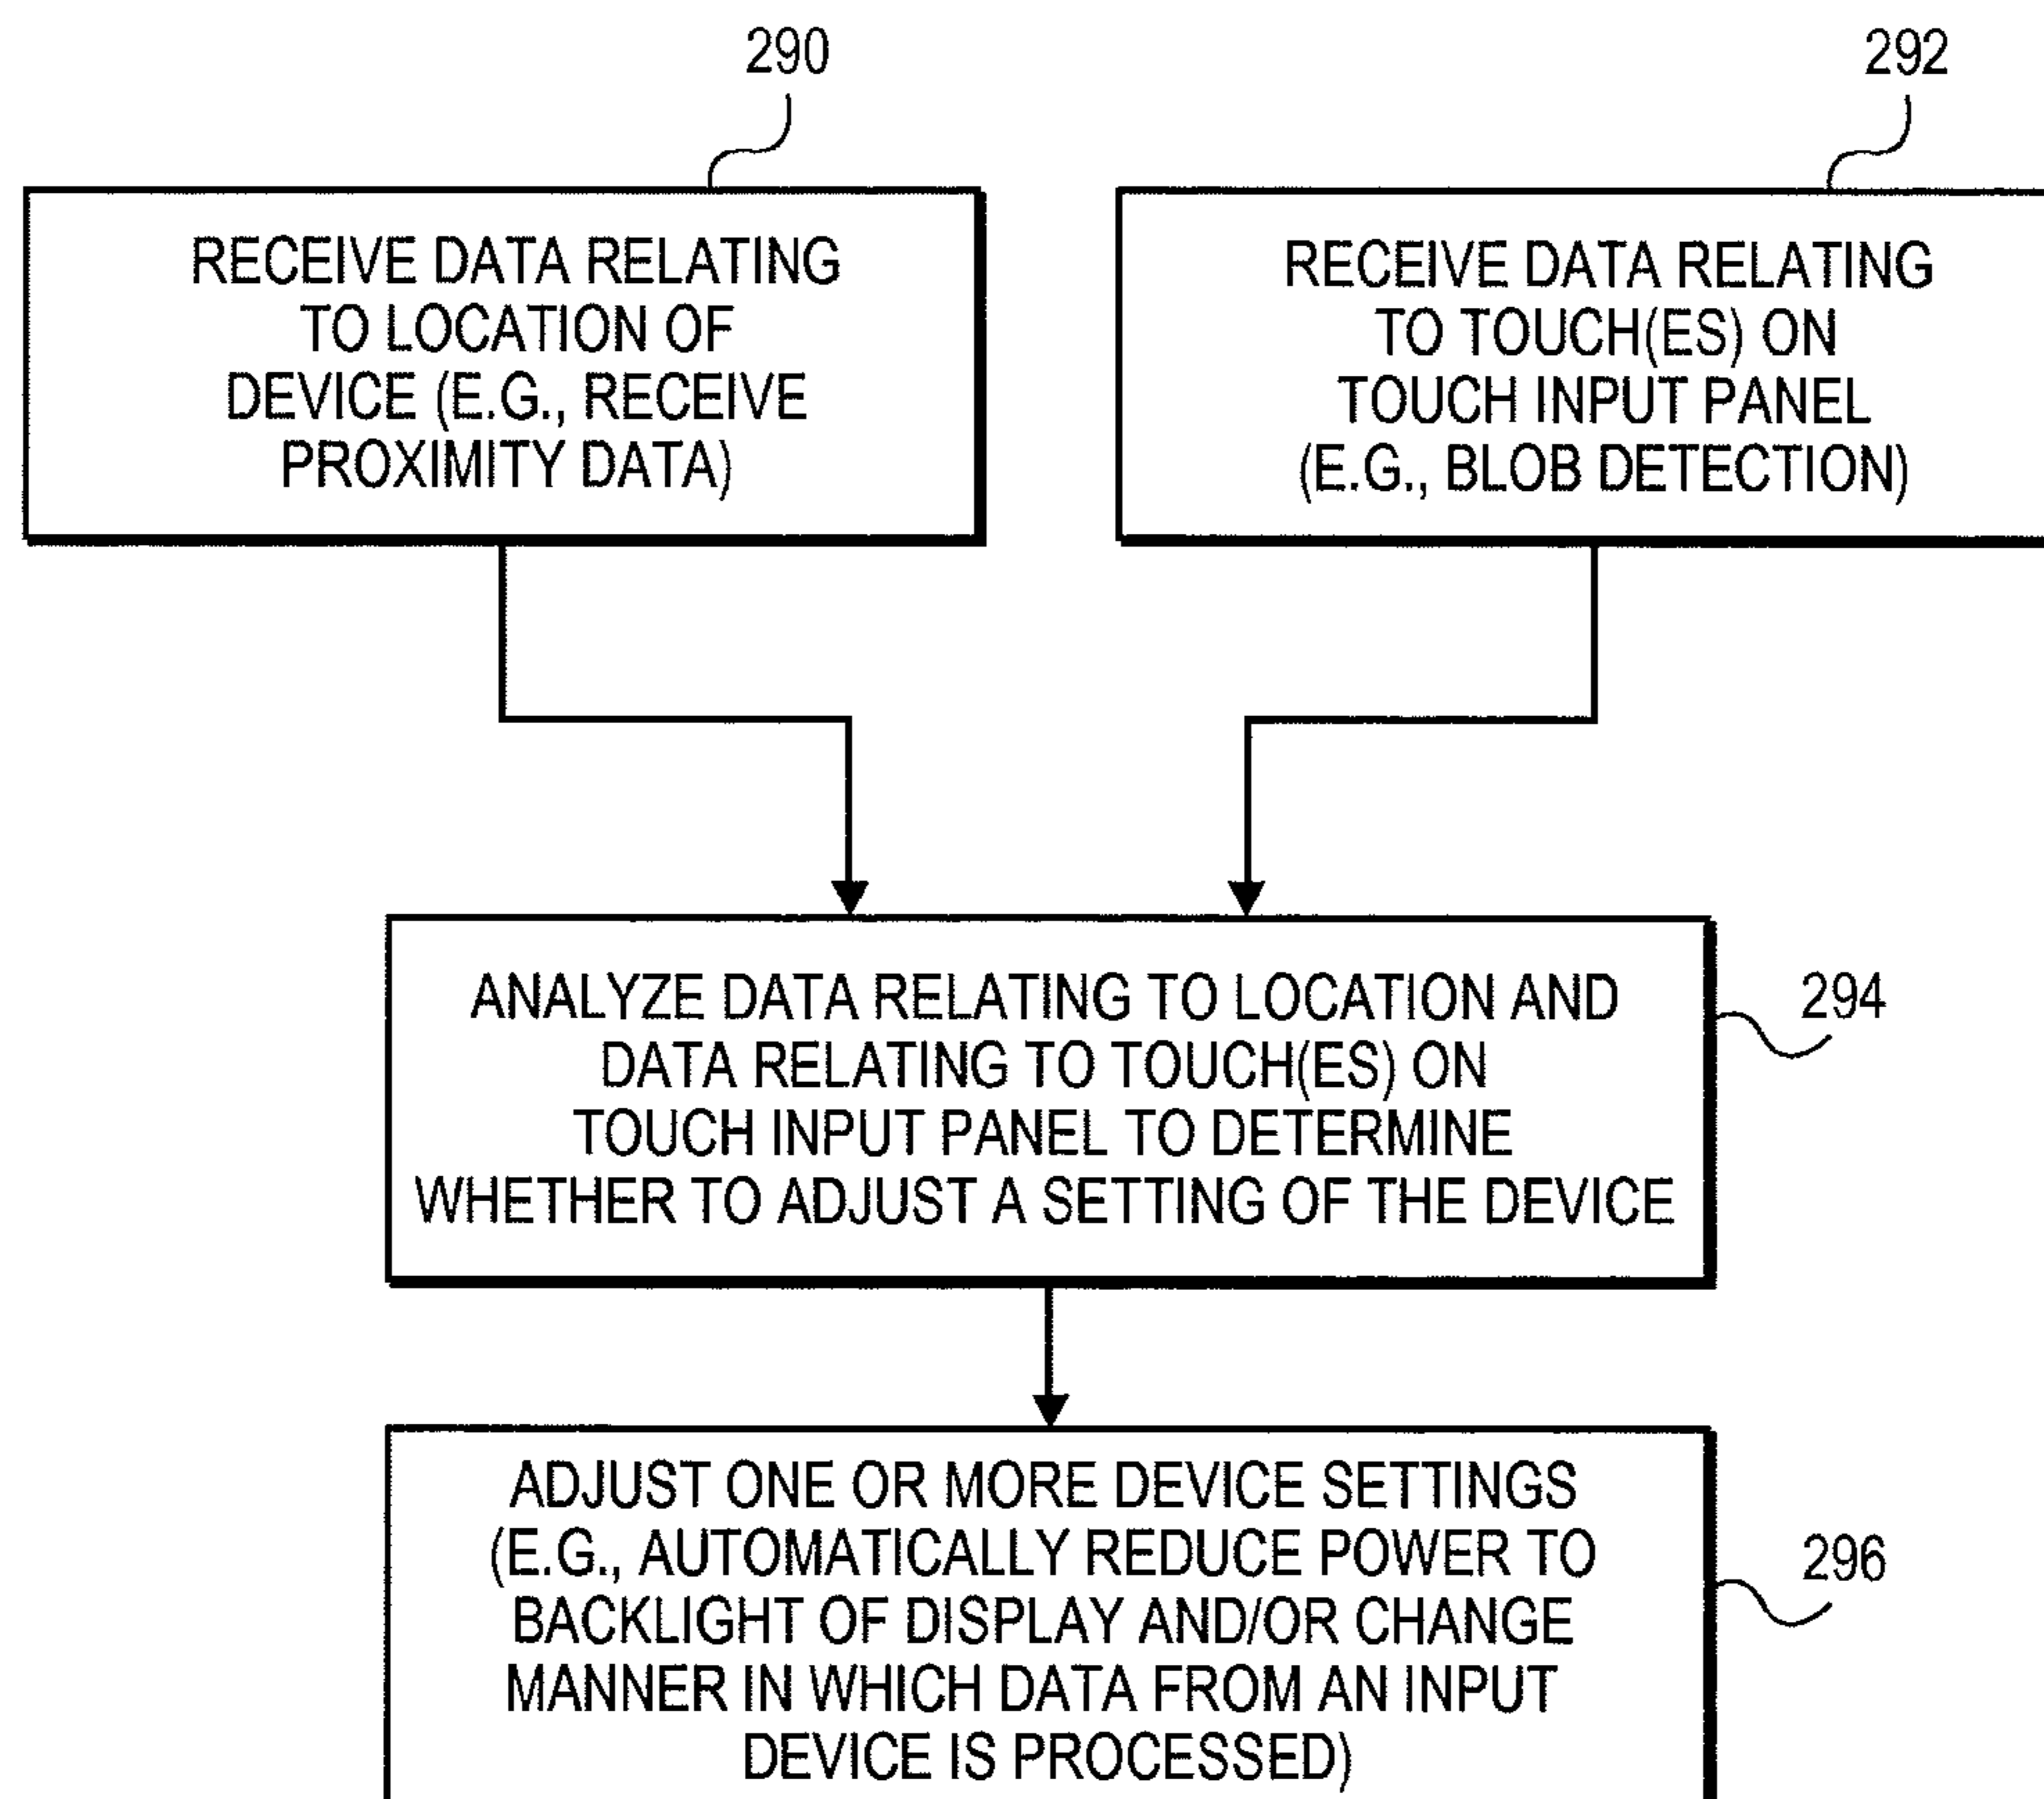 290
292
RECEIVE DATA RELATING
TO LOCATION OF
DEVICE (E.G., RECEIVE
PROXIMITY DATA)
RECEIVE DATA RELATING
TO TOUCH(ES) ON
TOUCH INPUT PANEL
(E.G., BLOB DETECTION)
ANALYZE DATA RELATING TO LOCATION AND
DATA RELATING TO TOUCH(ES) ON
TOUCH INPUT PANEL TO DETERMINE
WHETHER TO ADJUST A SETTING OF THE DEVICE
294
ADJUST ONE OR MORE DEVICE SETTINGS
(E.G., AUTOMATICALLY REDUCE POWER TO
BACKLIGHT OF DISPLAY AND/OR CHANGE
MANNER IN WHICH DATA FROM AN INPUT
DEVICE IS PROCESSED)
296